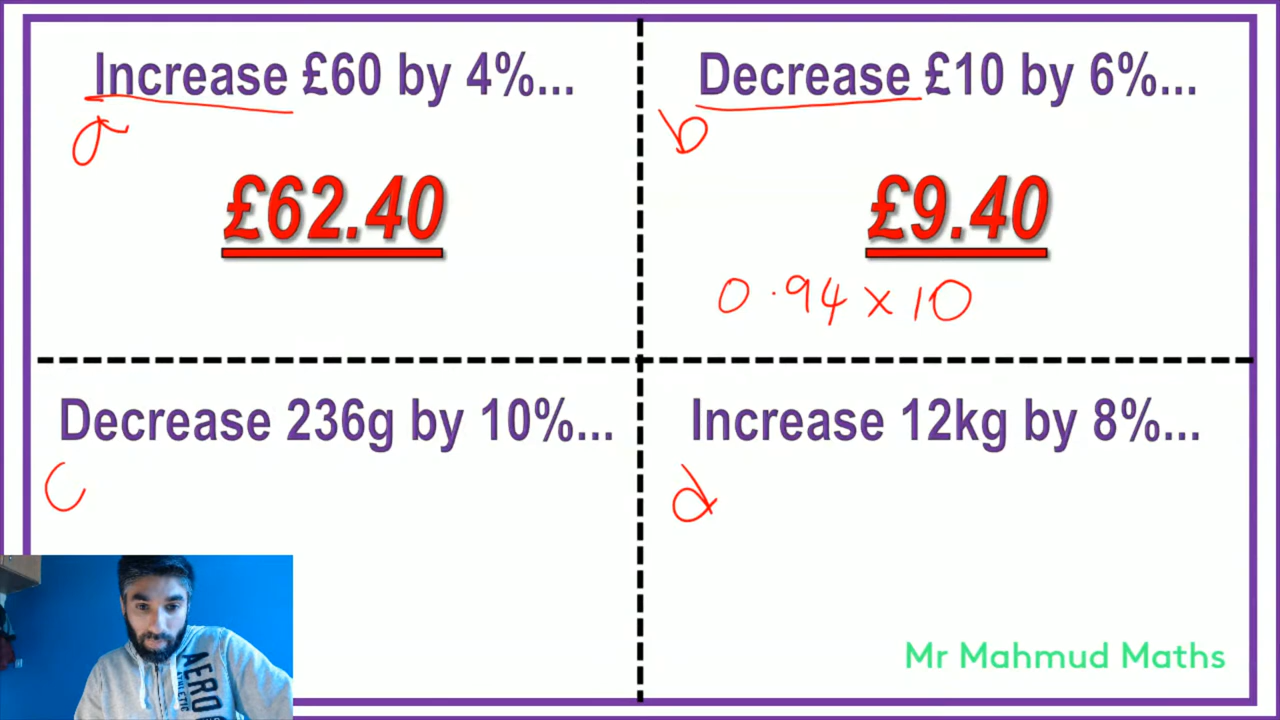 Increase £60 by 4%...
a
£62.40
Decrease £10 by 6%...
b
£9.40
0.94 x 10
Decrease 236g by 10%...
c
Increase 12kg by 8%...
d
AERO
Mr Mahmud Maths